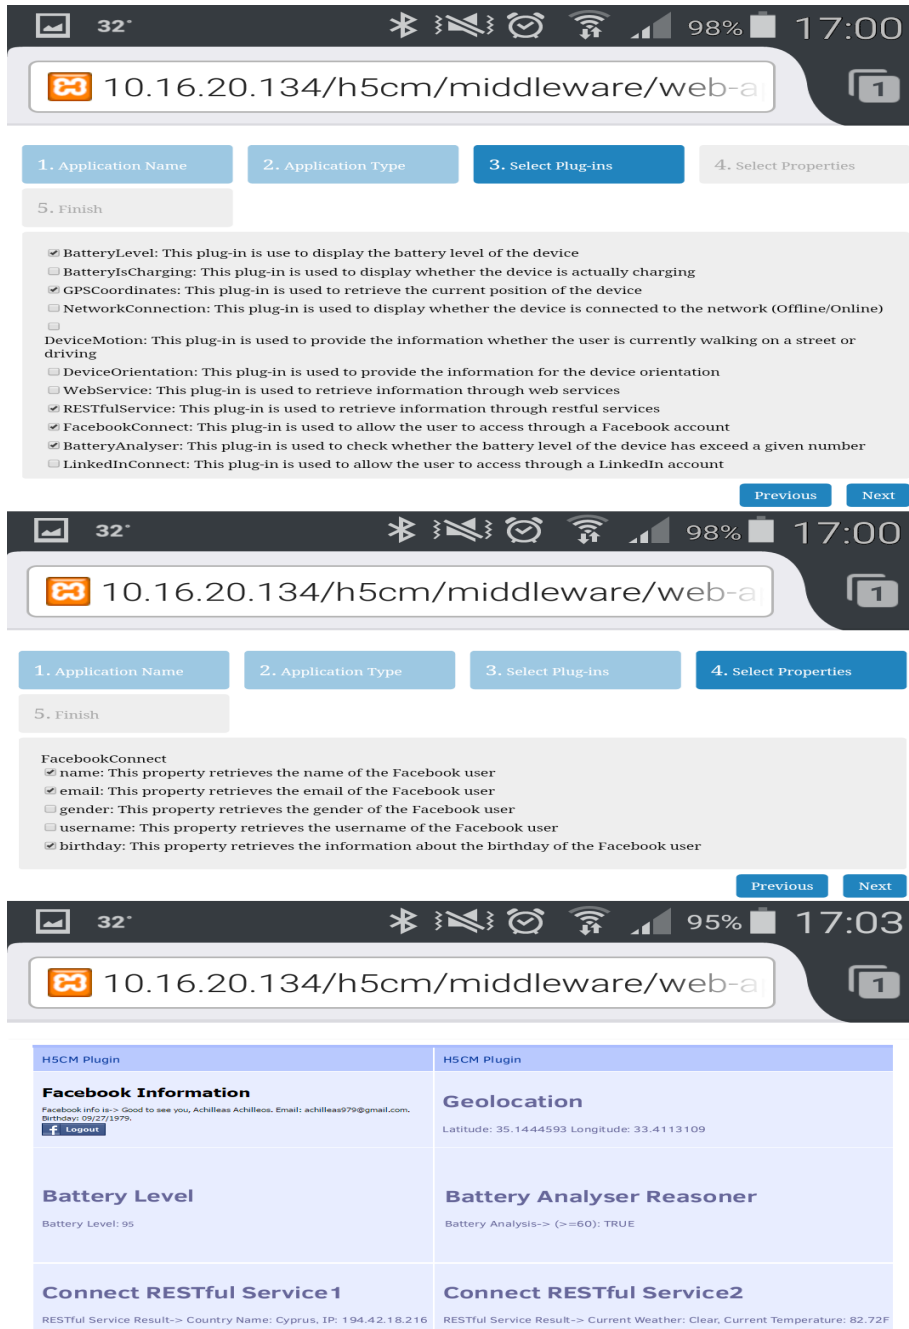 32°
98%
17:00
10.16.20.134/h5cm/middleware/web-a
1
1. Application Name
2. Application Type
3. Select Plug-ins
4. Select Properties
5. Finish
BatteryLevel: This plug-in is use to display the battery level of the device
BatteryIsCharging: This plug-in is used to display whether the device is actually charging
GPSCoordinates: This plug-in is used to retrieve the current position of the device
NetworkConnection: This plug-in is used to display whether the device is connected to the network (Offline/Online)
DeviceMotion: This plug-in is used to provide the information whether the user is currently walking on a street or
driving
DeviceOrientation: This plug-in is used to provide the information for the device orientation
WebService: This plug-in is used to retrieve information through web services
RESTfulService: This plug-in is used to retrieve information through restful services
FacebookConnect: This plug-in is used to allow the user to access through a Facebook account
BatteryAnalyser: This plug-in is used to check whether the battery level of the device has exceed a given number
LinkedInConnect: This plug-in is used to allow the user to access through a LinkedIn account
Previous
Next
32°
98%
17:00
10.16.20.134/h5cm/middleware/web-a
1
1. Application Name
2. Application Type
3. Select Plug-ins
4. Select Properties
5. Finish
FacebookConnect
name: This property retrieves the name of the Facebook user
email: This property retrieves the email of the Facebook user
gender: This property retrieves the gender of the Facebook user
username: This property retrieves the username of the Facebook user
birthday: This property retrieves the information about the birthday of the Facebook user
Previous
Next
32°
95%
17:03
10.16.20.134/h5cm/middleware/web-a
1
H5CM Plugin
H5CM Plugin
Facebook Information
Facebook info is-> Good to see you, Achilleas Achilleos. Email: achilleas979@gmail.com.
Birthday: 09/27/1979.
f Logout
Geolocation
Latitude: 35.1444593 Longitude: 33.4113109
Battery Level
Battery Level: 95
Battery Analyser Reasoner
Battery Analysis-> (>=60): TRUE
Connect RESTful Service1
RESTful Service Result-> Country Name: Cyprus, IP: 194.42.18.216
Connect RESTful Service2
RESTful Service Result-> Current Weather: Clear, Current Temperature: 82.72F